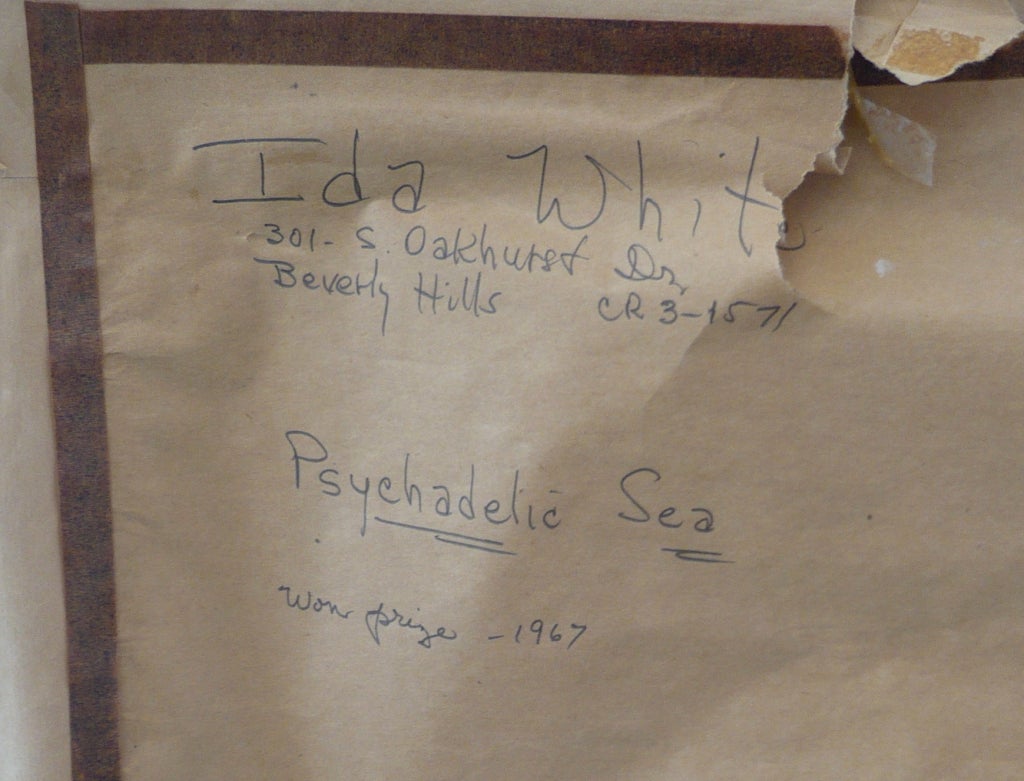 Ida White
301- S. Oakhurst Dr,
Beverly Hills CR 3-1571
Psychadelic Sea
Won prize - 1967